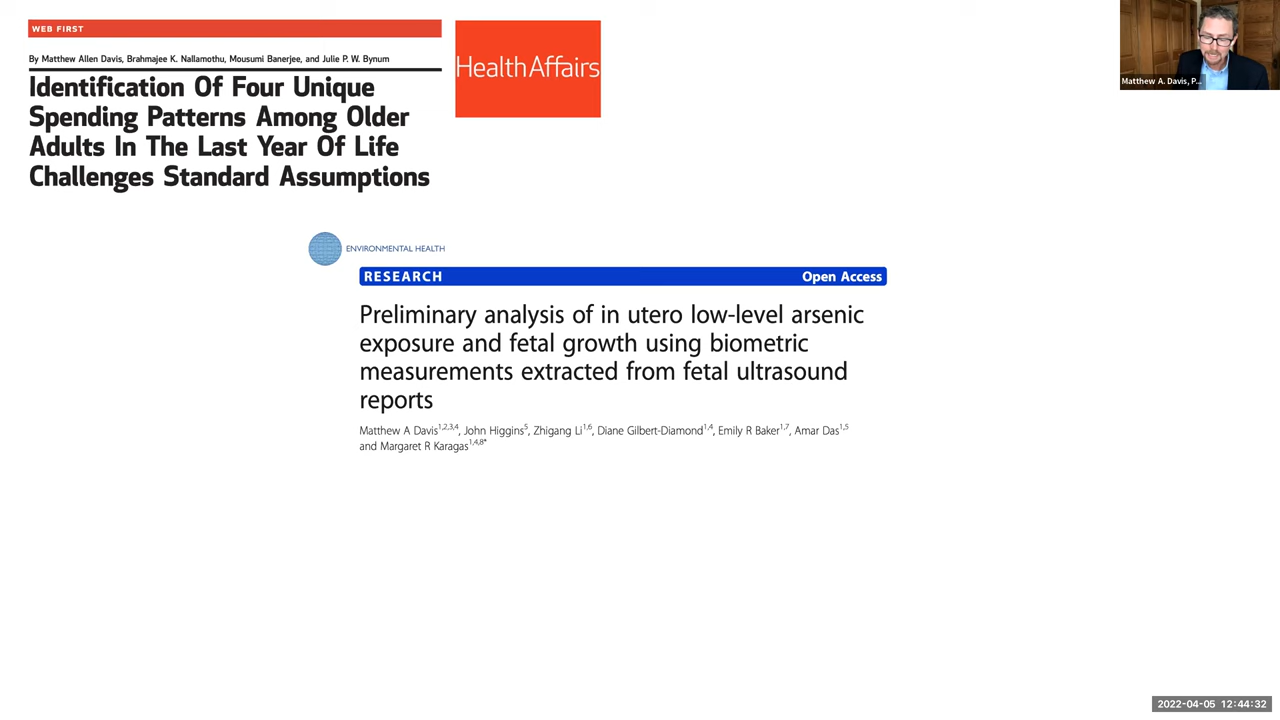 WEB FIRST
By Matthew Allen Davis, Brahmajee K. Nallamothu, Mousumi Banerjee, and Julie P. W. Bynum
Identification Of Four Unique
Spending Patterns Among Older
Adults In The Last Year Of Life
Challenges Standard Assumptions
HealthAffairs
Matthew A. Davis, P...
ENVIRONMENTAL HEALTH
RESEARCH Open Access
Preliminary analysis of in utero low-level arsenic
exposure and fetal growth using biometric
measurements extracted from fetal ultrasound
reports
Matthew A Davis1,2,3,4, John Higgins5, Zhigang Li1,6, Diane Gilbert-Diamond1,4, Emily R Baker1,7, Amar Das1,5
and Margaret R Karagas1,4,8*
2022-04-05 12:44:32